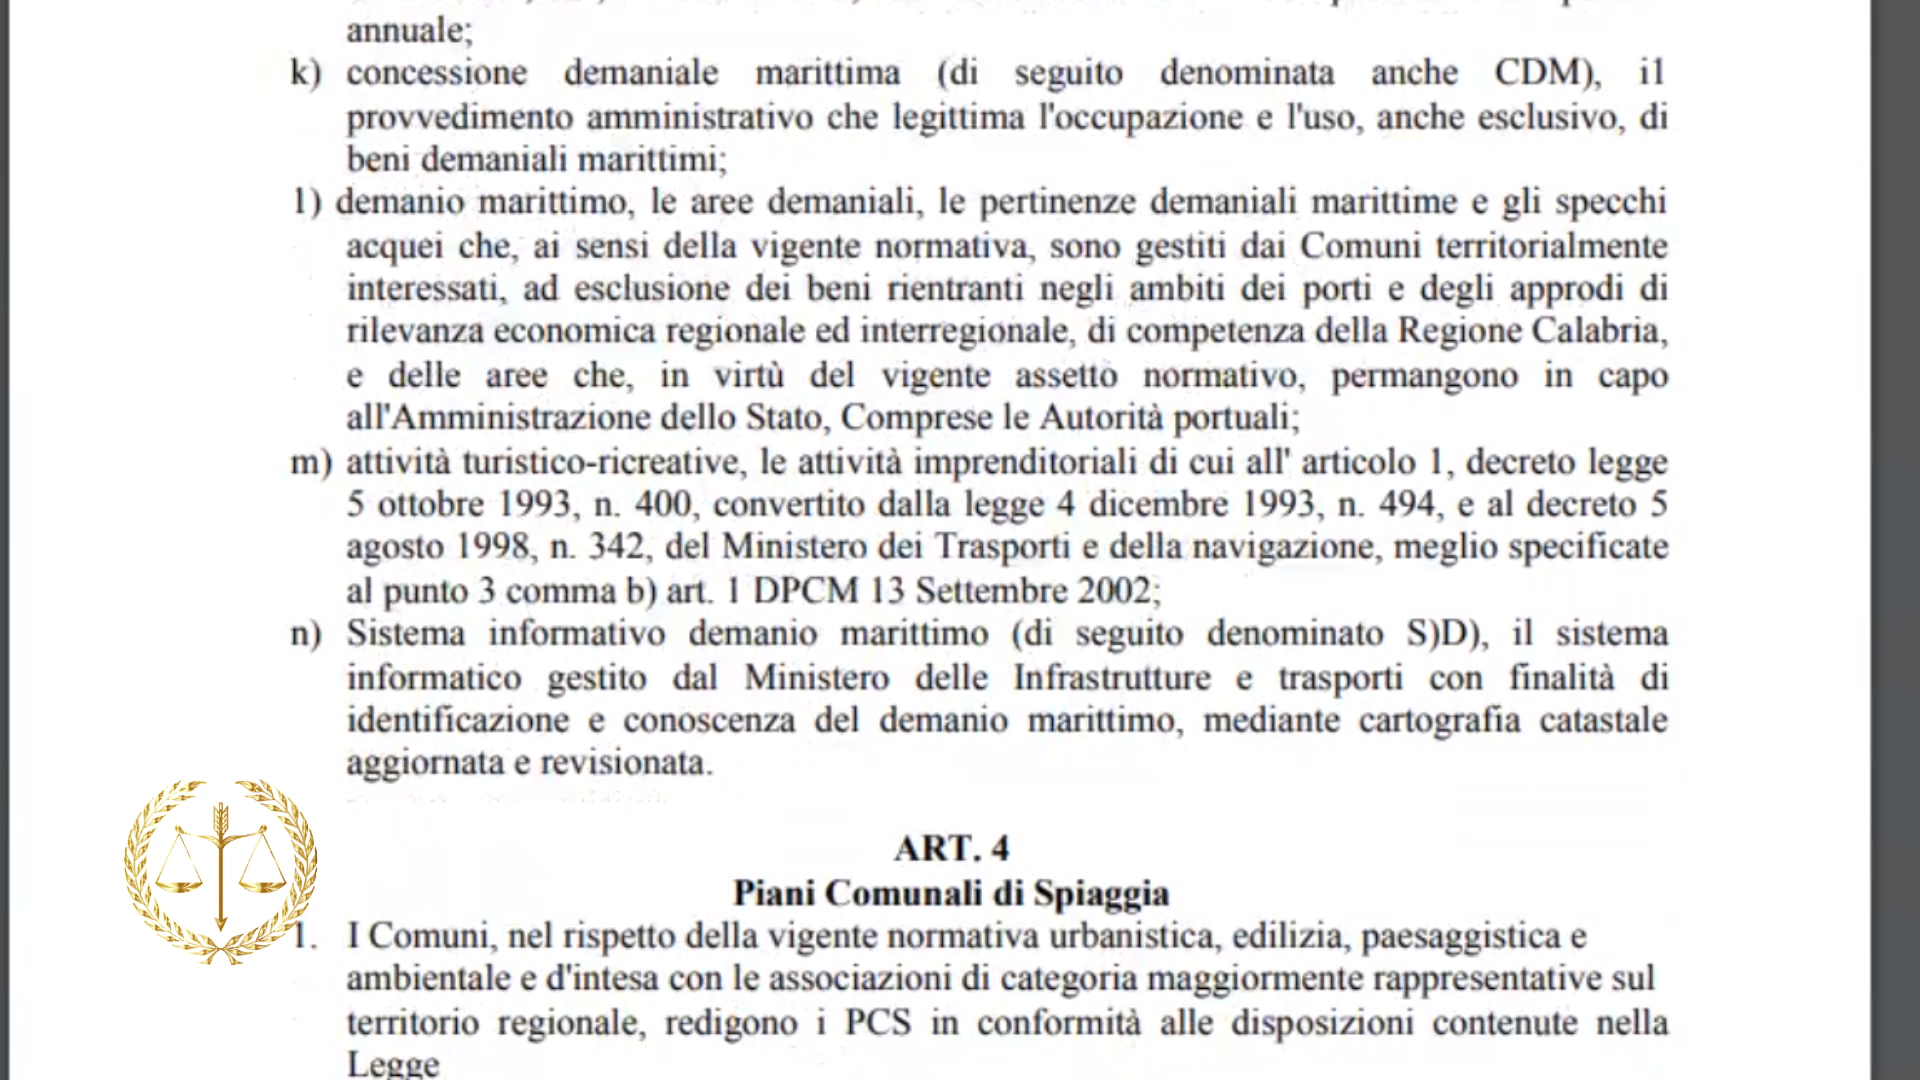 annuale;
k) concessione demaniale marittima (di seguito denominata anche CDM), il
provvedimento amministrativo che legittima l'occupazione e l'uso, anche esclusivo, di
beni demaniali marittimi;
l) demanio marittimo, le aree demaniali, le pertinenze demaniali marittime e gli specchi
acquei che, ai sensi della vigente normativa, sono gestiti dai Comuni territorialmente
interessati, ad esclusione dei beni rientranti negli ambiti dei porti e degli approdi di
rilevanza economica regionale ed interregionale, di competenza della Regione Calabria,
e delle aree che, in virtù del vigente assetto normativo, permangono in capo
all'Amministrazione dello Stato, Comprese le Autorità portuali;
m) attività turistico-ricreative, le attività imprenditoriali di cui all' articolo 1, decreto legge
5 ottobre 1993, n. 400, convertito dalla legge 4 dicembre 1993, n. 494, e al decreto 5
agosto 1998, n. 342, del Ministero dei Trasporti e della navigazione, meglio specificate
al punto 3 comma b) art. 1 DPCM 13 Settembre 2002;
n) Sistema informativo demanio marittimo (di seguito denominato S)D), il sistema
informatico gestito dal Ministero delle Infrastrutture e trasporti con finalità di
identificazione e conoscenza del demanio marittimo, mediante cartografia catastale
aggiornata e revisionata.
ART. 4
Piani Comunali di Spiaggia
1. I Comuni, nel rispetto della vigente normativa urbanistica, edilizia, paesaggistica e
ambientale e d'intesa con le associazioni di categoria maggiormente rappresentative sul
territorio regionale, redigono i PCS in conformità alle disposizioni contenute nella
Legge